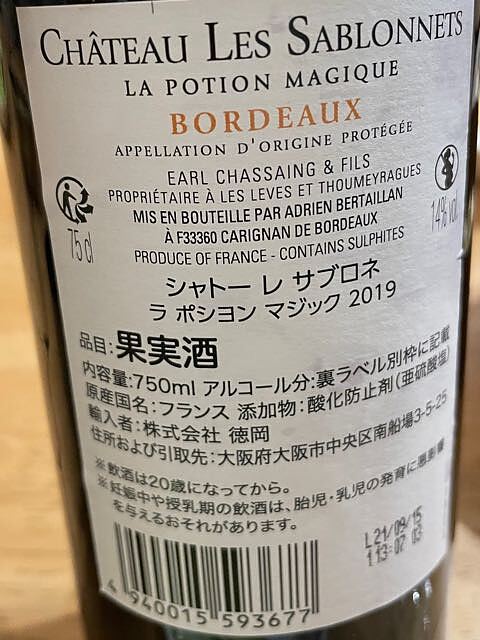 CHÂTEAU LES SABLONNETS
LA POTION MAGIQUE
BORDEAUX
APPELLATION D'ORIGINE PROTÉGÉE
EARL CHASSAING & FILS
PROPRIÉTAIRE À LES LEVES ET THOUMEYRAGUES
MIS EN BOUTEILLE PAR ADRIEN BERTAILLAN
À F33360 CARIGNAN DE BORDEAUX
PRODUCE OF FRANCE - CONTAINS SULPHITES
75 cl
14% vol.
シャトー レ サブロネ
ラ ポシヨン マジック 2019
品目:果実酒
内容量:750ml アルコール分:裏ラベル別枠に記載
原産国名:フランス 添加物:酸化防止剤(亜硫酸塩)
輸入者:株式会社 徳岡
住所および引取先:大阪府大阪市中央区南船場3-5-25
※飲酒は20歳になってから。
※妊娠中や授乳期の飲酒は、胎児・乳児の発育に悪影響
を与えるおそれがあります。
L21/09/15
113:07 03
4 940015 593677